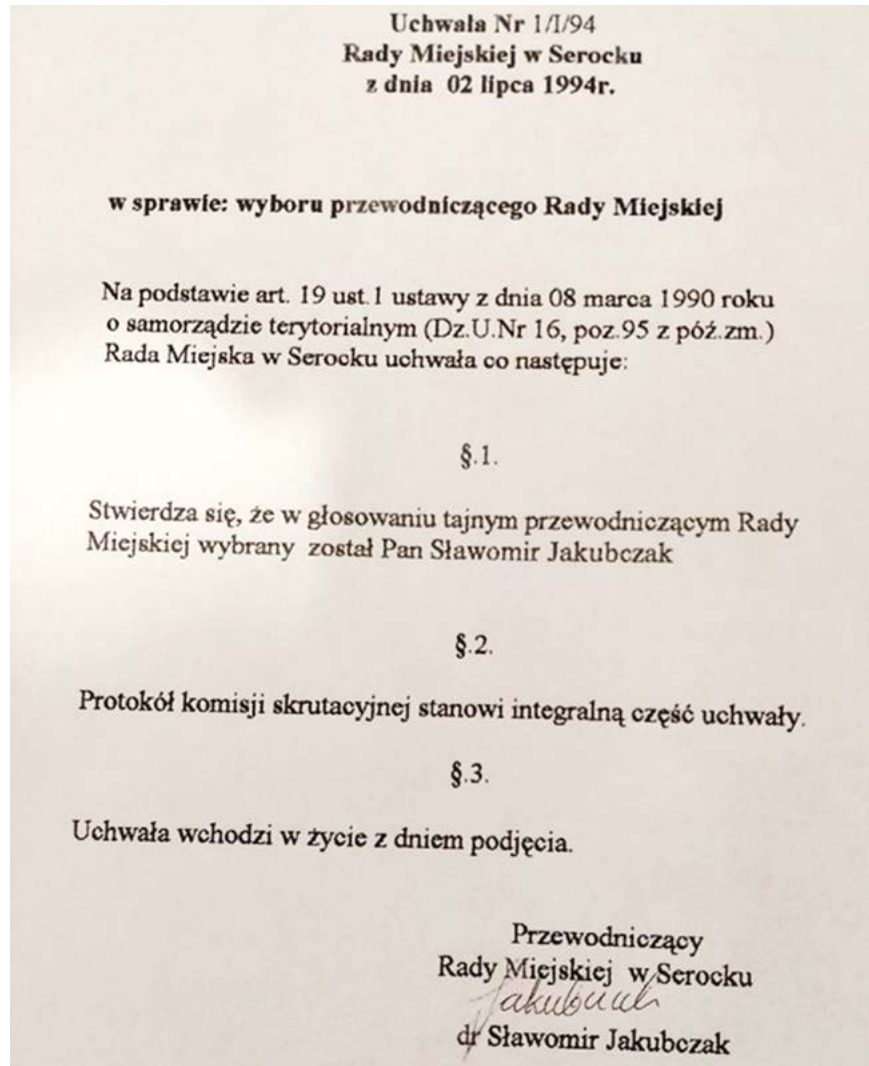 Uchwała Nr 1/I/94
Rady Miejskiej w Serocku
z dnia 02 lipca 1994r.
w sprawie: wyboru przewodniczącego Rady Miejskiej
Na podstawie art. 19 ust.1 ustawy z dnia 08 marca 1990 roku
o samorządzie terytorialnym (Dz.U.Nr 16, poz.95 z póź.zm.)
Rada Miejska w Serocku uchwała co następuje:
§.1.
Stwierdza się, że w głosowaniu tajnym przewodniczącym Rady
Miejskiej wybrany został Pan Sławomir Jakubczak
§.2.
Protokół komisji skrutacyjnej stanowi integralną część uchwały.
§.3.
Uchwała wchodzi w życie z dniem podjęcia.
Przewodniczący
Rady Miejskiej w Serocku
Jakubczak
dr Sławomir Jakubczak